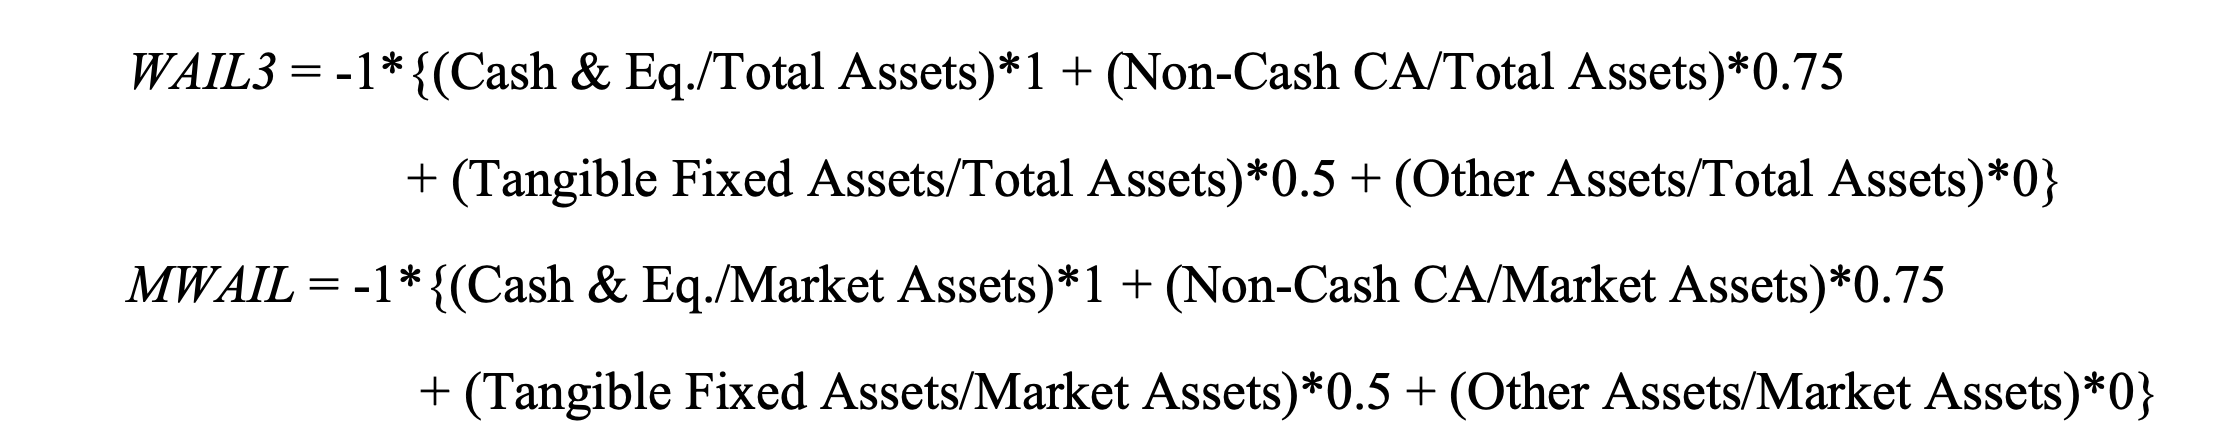 WAIL3 = -1*{(Cash & Eq./Total Assets)*1 + (Non-Cash CA/Total Assets)*0.75
+ (Tangible Fixed Assets/Total Assets)*0.5 + (Other Assets/Total Assets)*0}
MWAIL = -1*{(Cash & Eq./Market Assets)*1 + (Non-Cash CA/Market Assets)*0.75
+ (Tangible Fixed Assets/Market Assets)*0.5 + (Other Assets/Market Assets)*0}